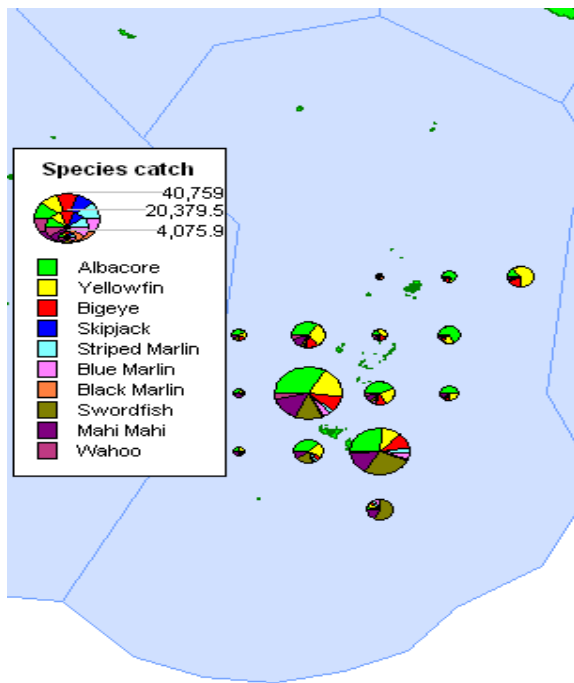 Species catch
40,759
20,379.5
4,075.9
Albacore
Yellowfin
Bigeye
Skipjack
Striped Marlin
Blue Marlin
Black Marlin
Swordfish
Mahi Mahi
Wahoo